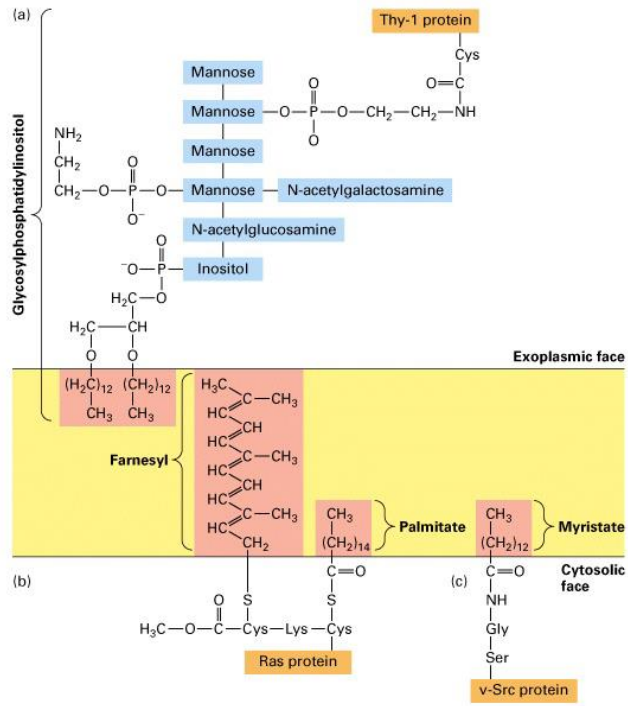 (a)
Glycosylphosphatidylinositol
Thy-1 protein
Cys
O=C
Mannose
Mannose
O
O—P—O—CH₂—CH₂—NH
O
Mannose
NH₂
CH₂
O
CH₂—O—P—O
O⁻
Mannose
N-acetylgalactosamine
N-acetylglucosamine
O
⁻O—P
Inositol
H₂C—O
H₂C—CH
O O
Exoplasmic face
(H₂C)₁₂ (CH₂)₁₂
CH₃ CH₃
Farnesyl
H₃C
C—CH₃
HC
CH
HC
C—CH₃
HC
CH
HC
C—CH₃
HC
CH₂
CH₃
(CH₂)₁₄
Palmitate
CH₃
(CH₂)₁₂
Myristate
Cytosolic
face
(b)
C=O
S
S
O
H₃C—O—C—Cys—Lys—Cys
Ras protein
(c)
C=O
NH
Gly
Ser
v-Src protein